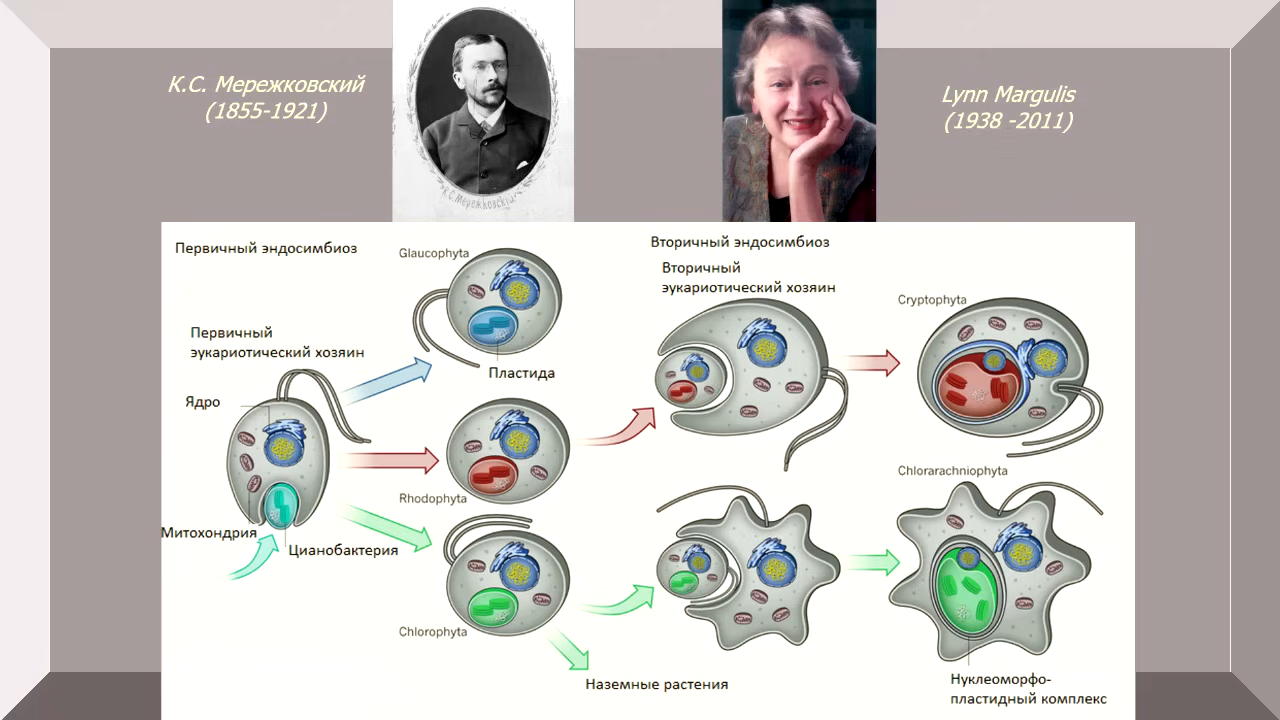 К.С. Мережковский
(1855-1921)
К.С. Мережковскій
Lynn Margulis
(1938 -2011)
Первичный эндосимбиоз
Первичный
эукариотический хозяин
Ядро
Митохондрия
Цианобактерия
Glaucophyta
Пластида
Rhodophyta
Chlorophyta
Наземные растения
Вторичный эндосимбиоз
Вторичный
эукариотический хозяин
Cryptophyta
Chlorarachniophyta
Нуклеоморфо-
пластидный комплекс